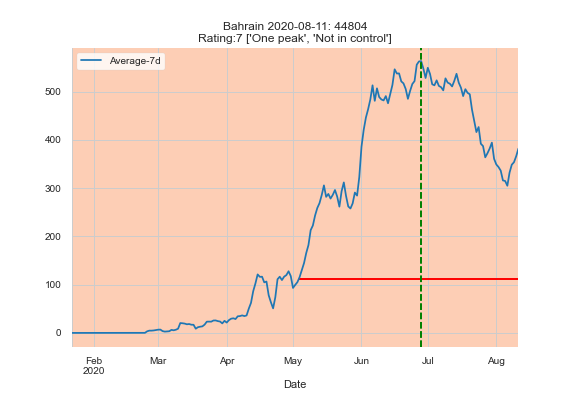 Bahrain 2020-08-11: 44804
Rating:7 ['One peak', 'Not in control']
Average-7d
500
400
300
200
100
0
Feb
2020
Mar
Apr
May
Jun
Jul
Aug
Date